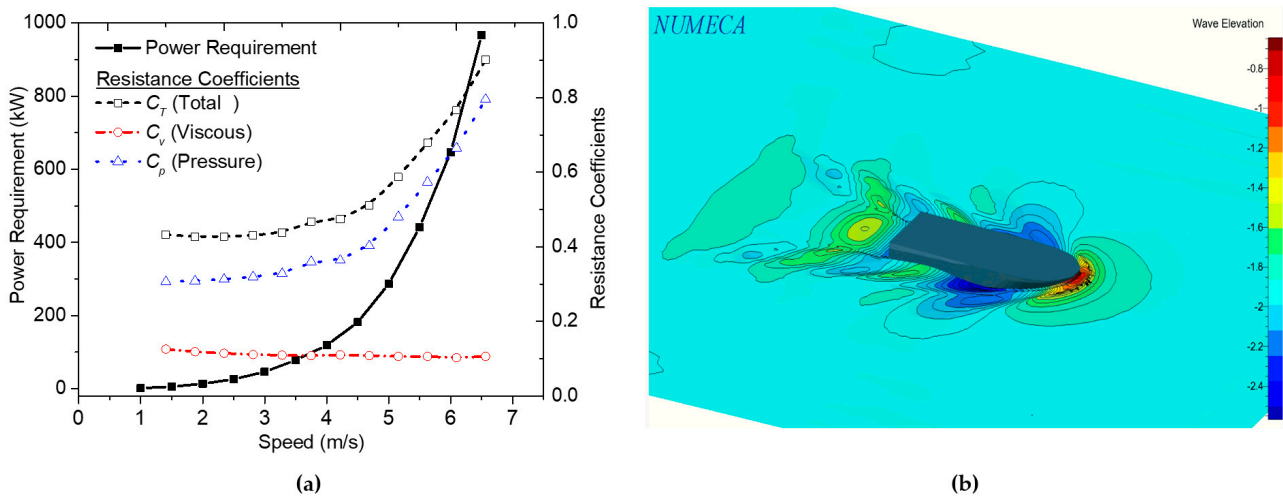 Power Requirement
Resistance Coefficients
C_T (Total )
C_v (Viscous)
C_p (Pressure)
Power Requirement (kW)
1000
800
600
400
200
0
0 1 2 3 4 5 6 7
Speed (m/s)
1.0
0.8
0.6
0.4
0.2
0.0
Resistance Coefficients
(a)
NUMECA
Wave Elevation
-0.8
-1
-1.2
-1.4
-1.6
-1.8
-2
-2.2
-2.4
(b)